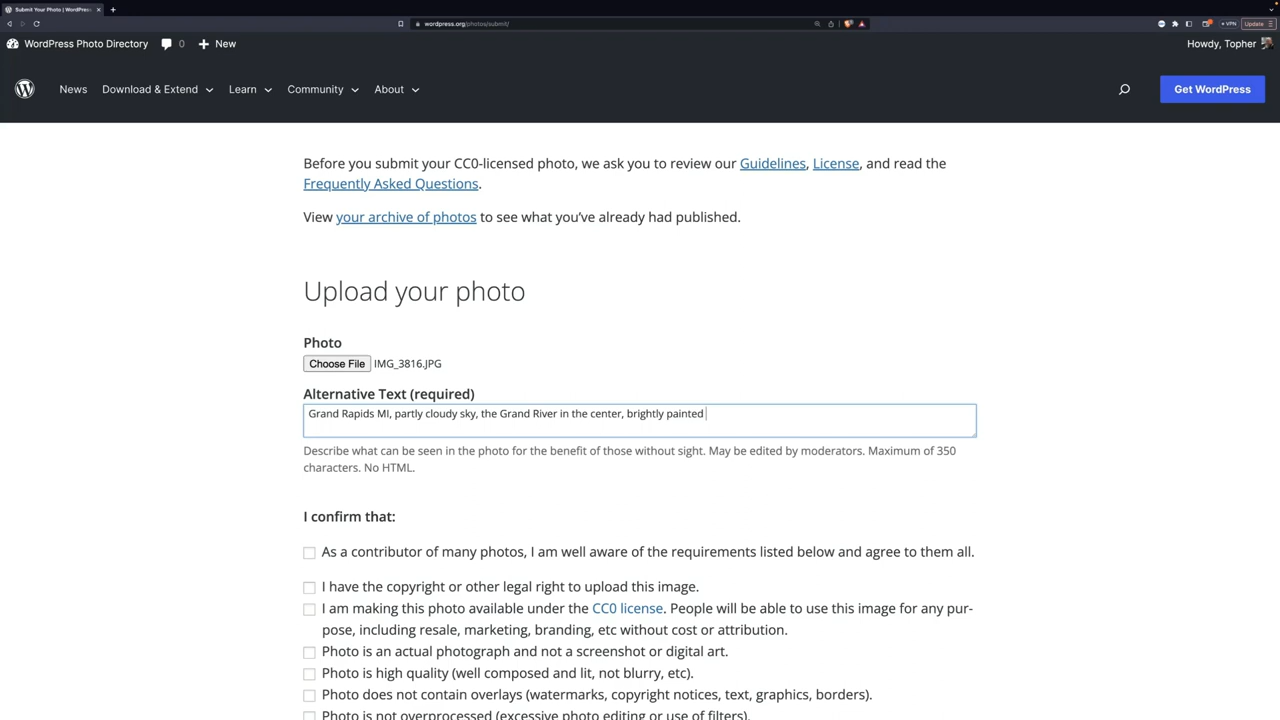 Submit Your Photo | WordPress
wordpress.org/photos/submit/
VPN
Update
WordPress Photo Directory
0
New
Howdy, Topher
News
Download & Extend
Learn
Community
About
Get WordPress
Before you submit your CC0-licensed photo, we ask you to review our Guidelines, License, and read the
Frequently Asked Questions.
View your archive of photos to see what you’ve already had published.
Upload your photo
Photo
Choose File IMG_3816.JPG
Alternative Text (required)
Grand Rapids MI, partly cloudy sky, the Grand River in the center, brightly painted
Describe what can be seen in the photo for the benefit of those without sight. May be edited by moderators. Maximum of 350
characters. No HTML.
I confirm that:
As a contributor of many photos, I am well aware of the requirements listed below and agree to them all.
I have the copyright or other legal right to upload this image.
I am making this photo available under the CC0 license. People will be able to use this image for any pur-
pose, including resale, marketing, branding, etc without cost or attribution.
Photo is an actual photograph and not a screenshot or digital art.
Photo is high quality (well composed and lit, not blurry, etc).
Photo does not contain overlays (watermarks, copyright notices, text, graphics, borders).
Photo is not overprocessed (excessive photo editing or use of filters).